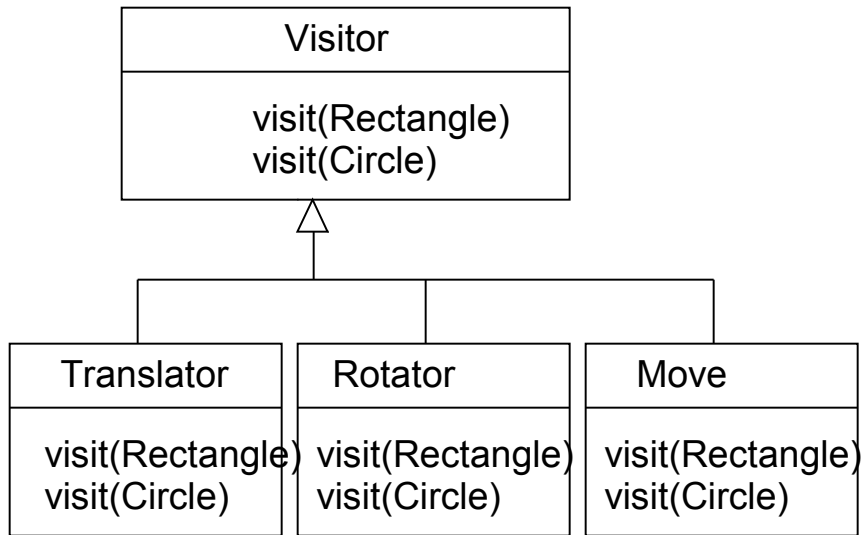 Visitor
visit(Rectangle)
visit(Circle)
Translator
visit(Rectangle)
visit(Circle)
Rotator
visit(Rectangle)
visit(Circle)
Move
visit(Rectangle)
visit(Circle)